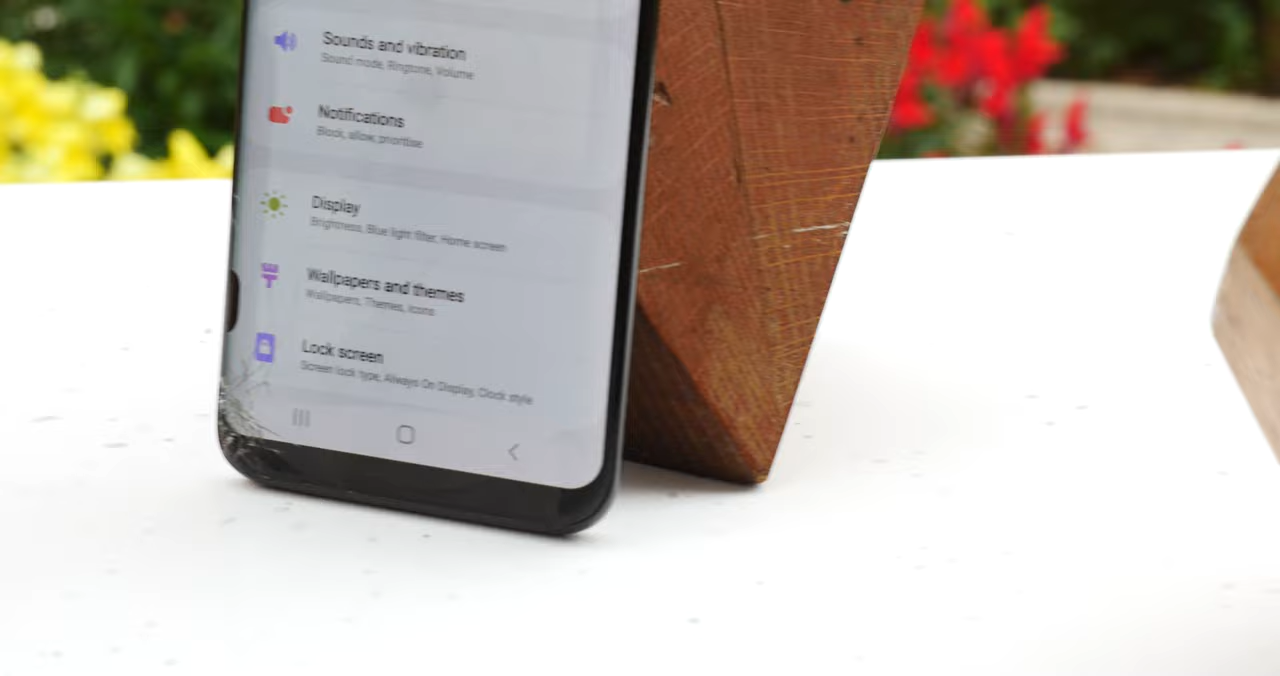 Sounds and vibration
Sound mode, Ringtone, Volume
Notifications
Block, allow, prioritise
Display
Brightness, Blue light filter, Home screen
Wallpapers and themes
Wallpapers, Themes, Icons
Lock screen
Screen lock type, Always On Display, Clock style